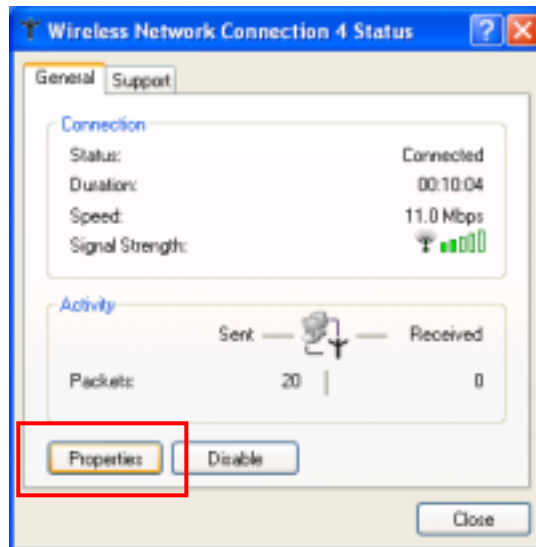 Wireless Network Connection 4 Status
General Support
Connection
Status: Connected
Duration: 00:10:04
Speed: 11.0 Mbps
Signal Strength:
Activity
Sent Received
Packets: 20 0
Properties Disable
Close